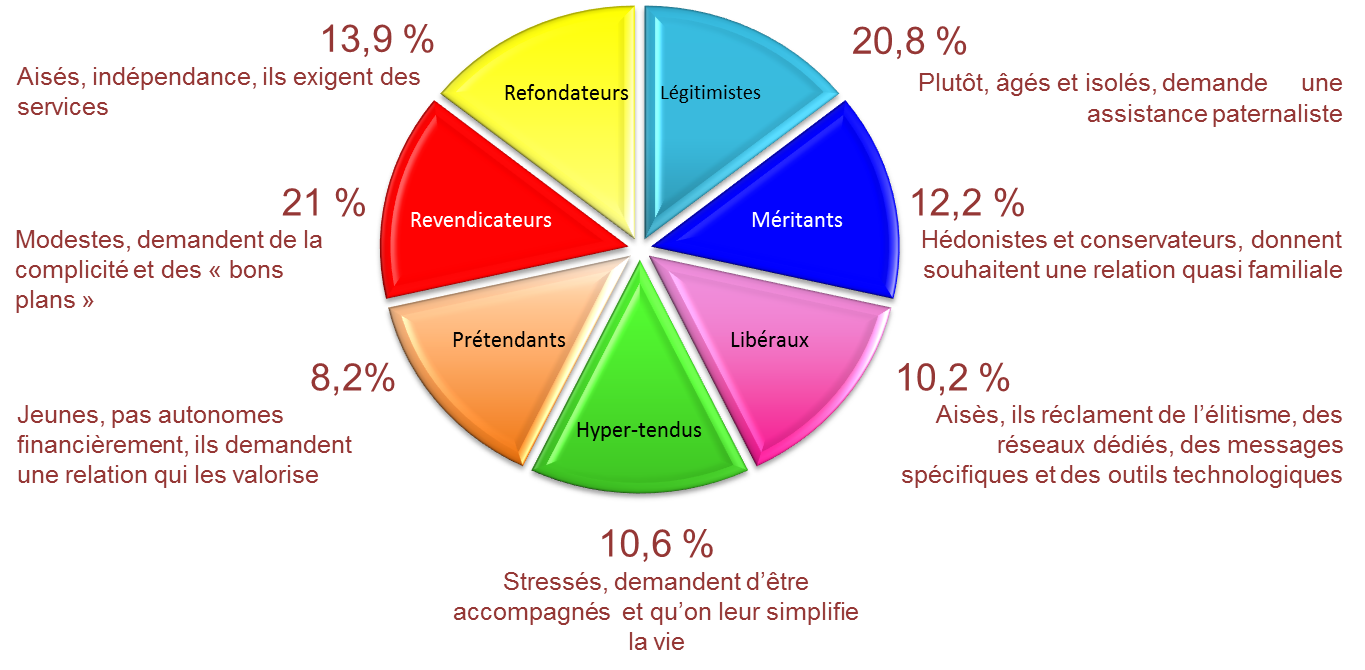 13,9 %
Aisés, indépendance, ils exigent des
services
Refondateurs
Légitimistes
20,8 %
Plutôt, âgés et isolés, demande une
assistance paternaliste
21 %
Modestes, demandent de la
complicité et des « bons
plans »
Revendicateurs
Méritants
12,2 %
Hédonistes et conservateurs, donnent
souhaitent une relation quasi familiale
8,2%
Jeunes, pas autonomes
financièrement, ils demandent
une relation qui les valorise
Prétendants
Libéraux
10,2 %
Aisès, ils réclament de l’élitisme, des
réseaux dédiés, des messages
spécifiques et des outils technologiques
Hyper-tendus
10,6 %
Stressés, demandent d’être
accompagnés et qu’on leur simplifie
la vie